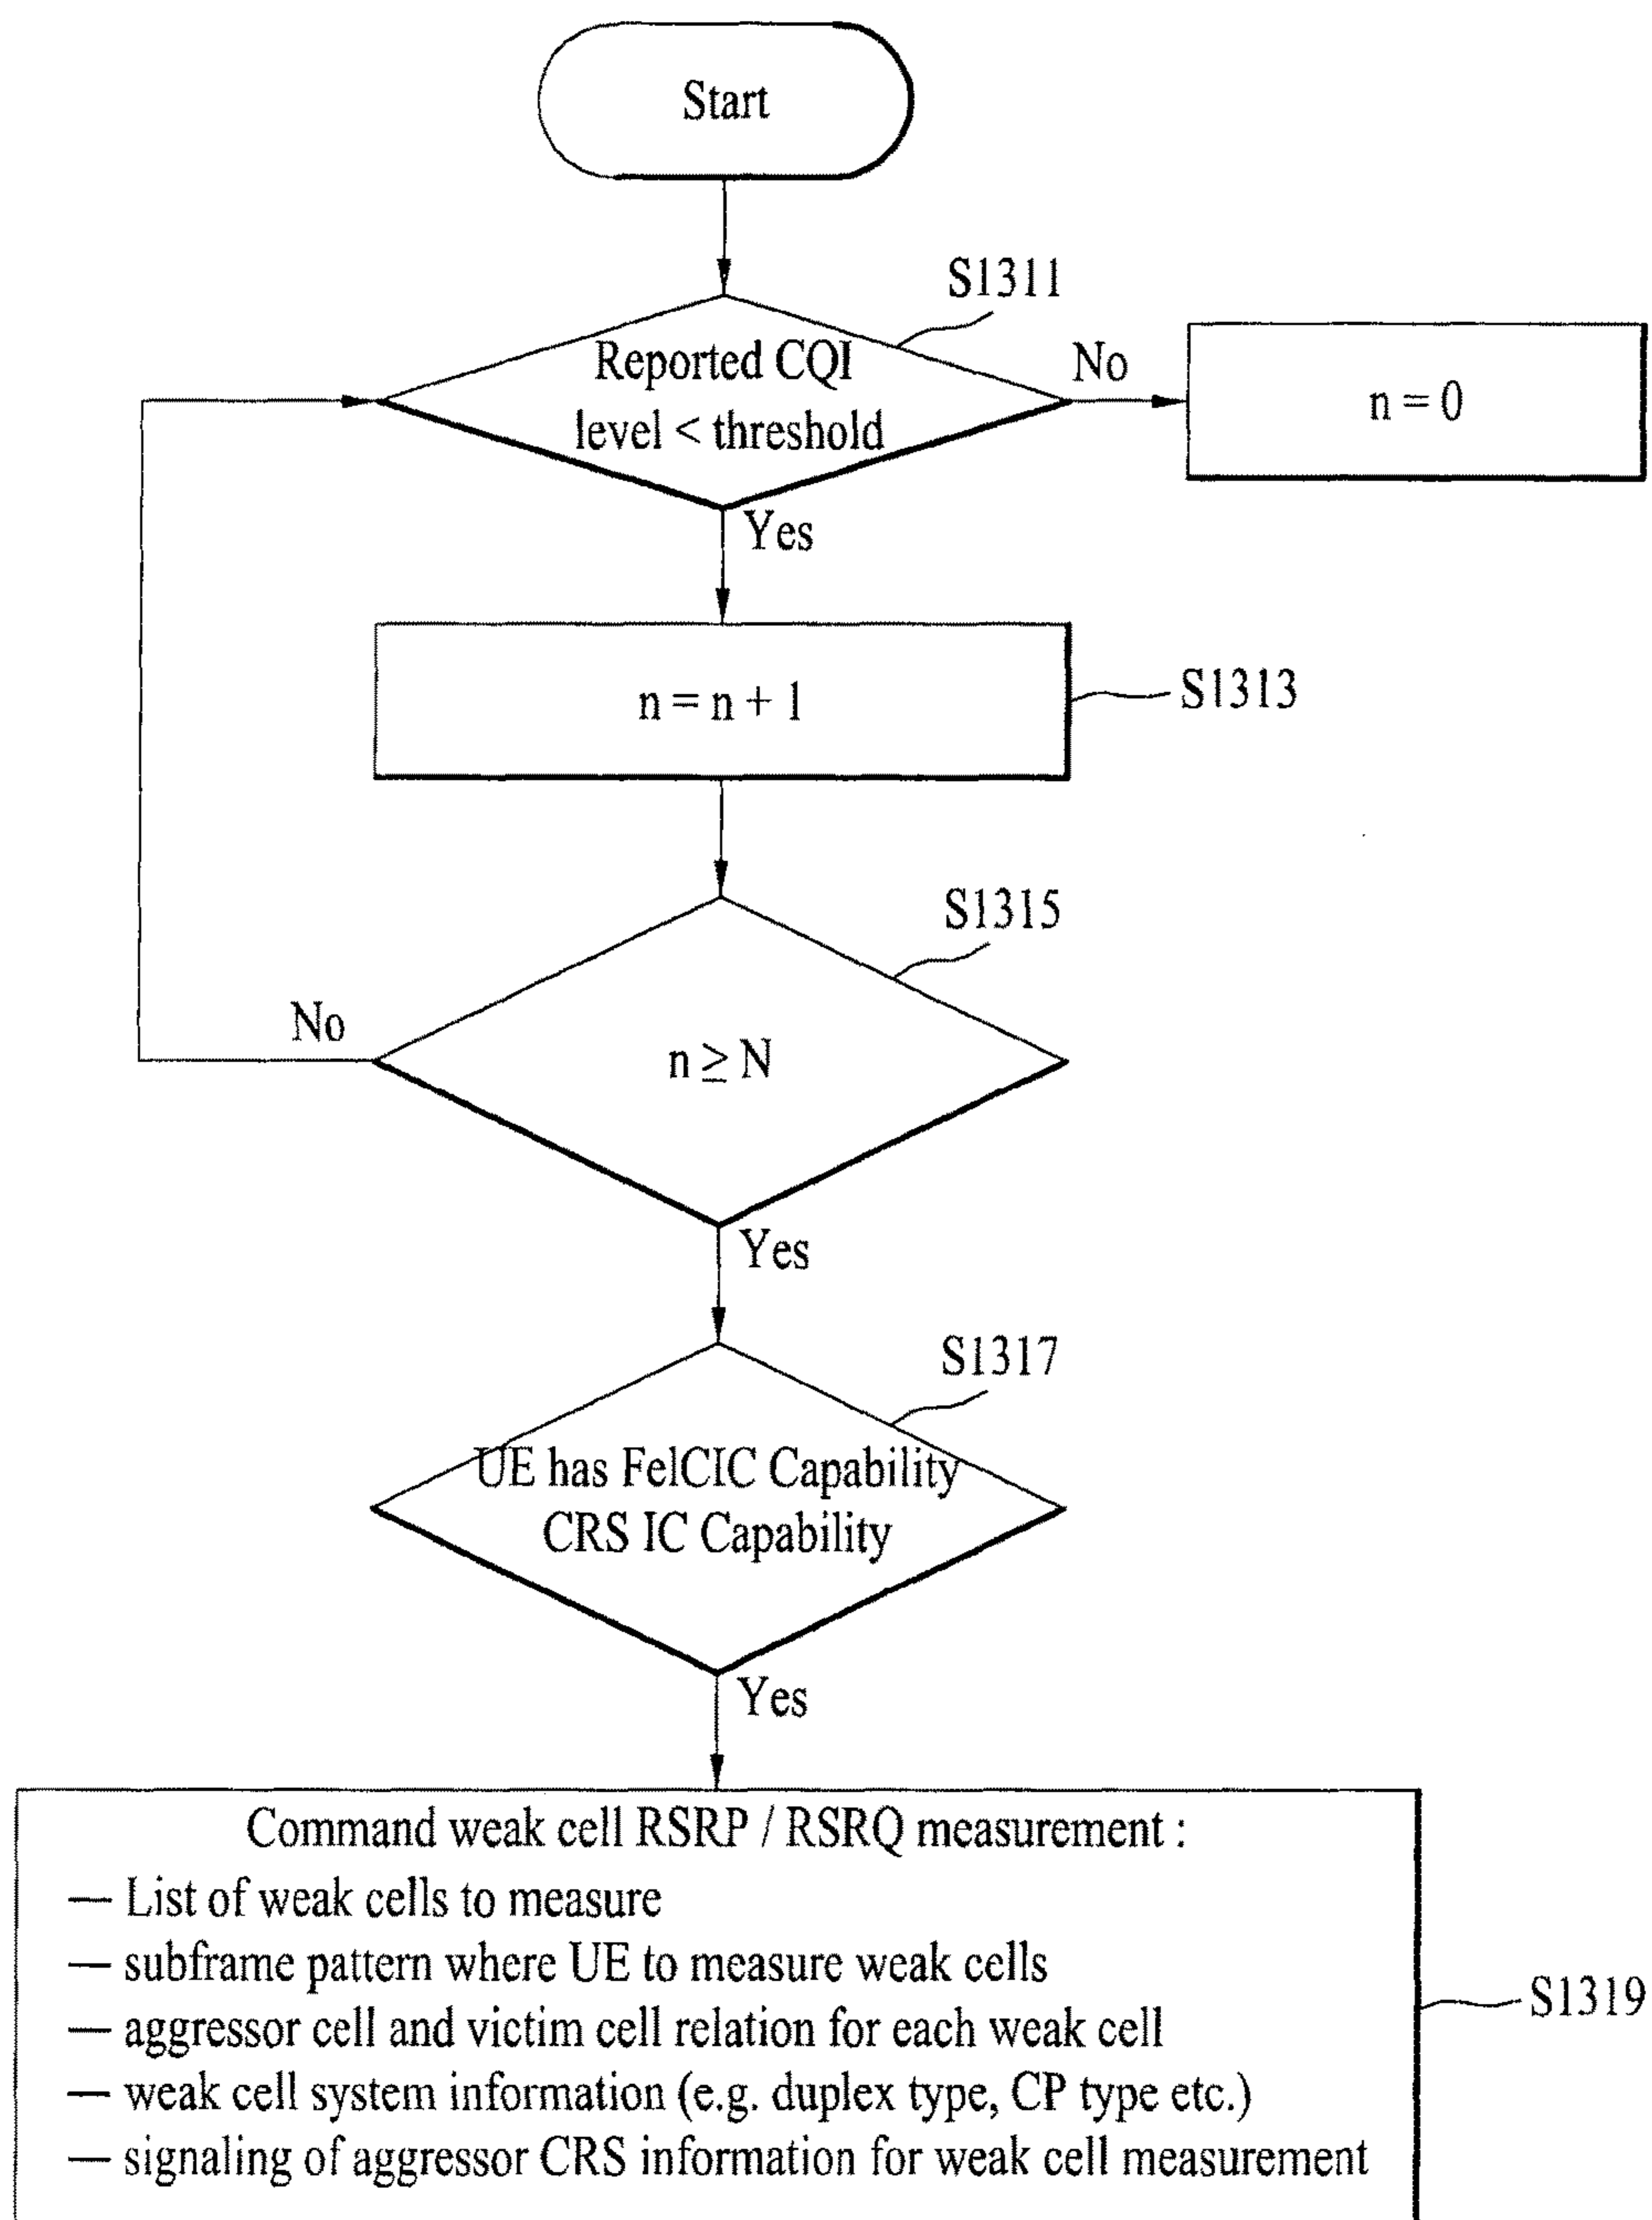 Start
S1311
Reported CQI
level < threshold
No
n = 0
Yes
n = n + 1
S1313
S1315
No
n ≥ N
Yes
S1317
UE has FelCIC Capability
CRS IC Capability
Yes
Command weak cell RSRP / RSRQ measurement :
— List of weak cells to measure
— subframe pattern where UE to measure weak cells
— aggressor cell and victim cell relation for each weak cell
— weak cell system information (e.g. duplex type, CP type etc.)
— signaling of aggressor CRS information for weak cell measurement
S1319